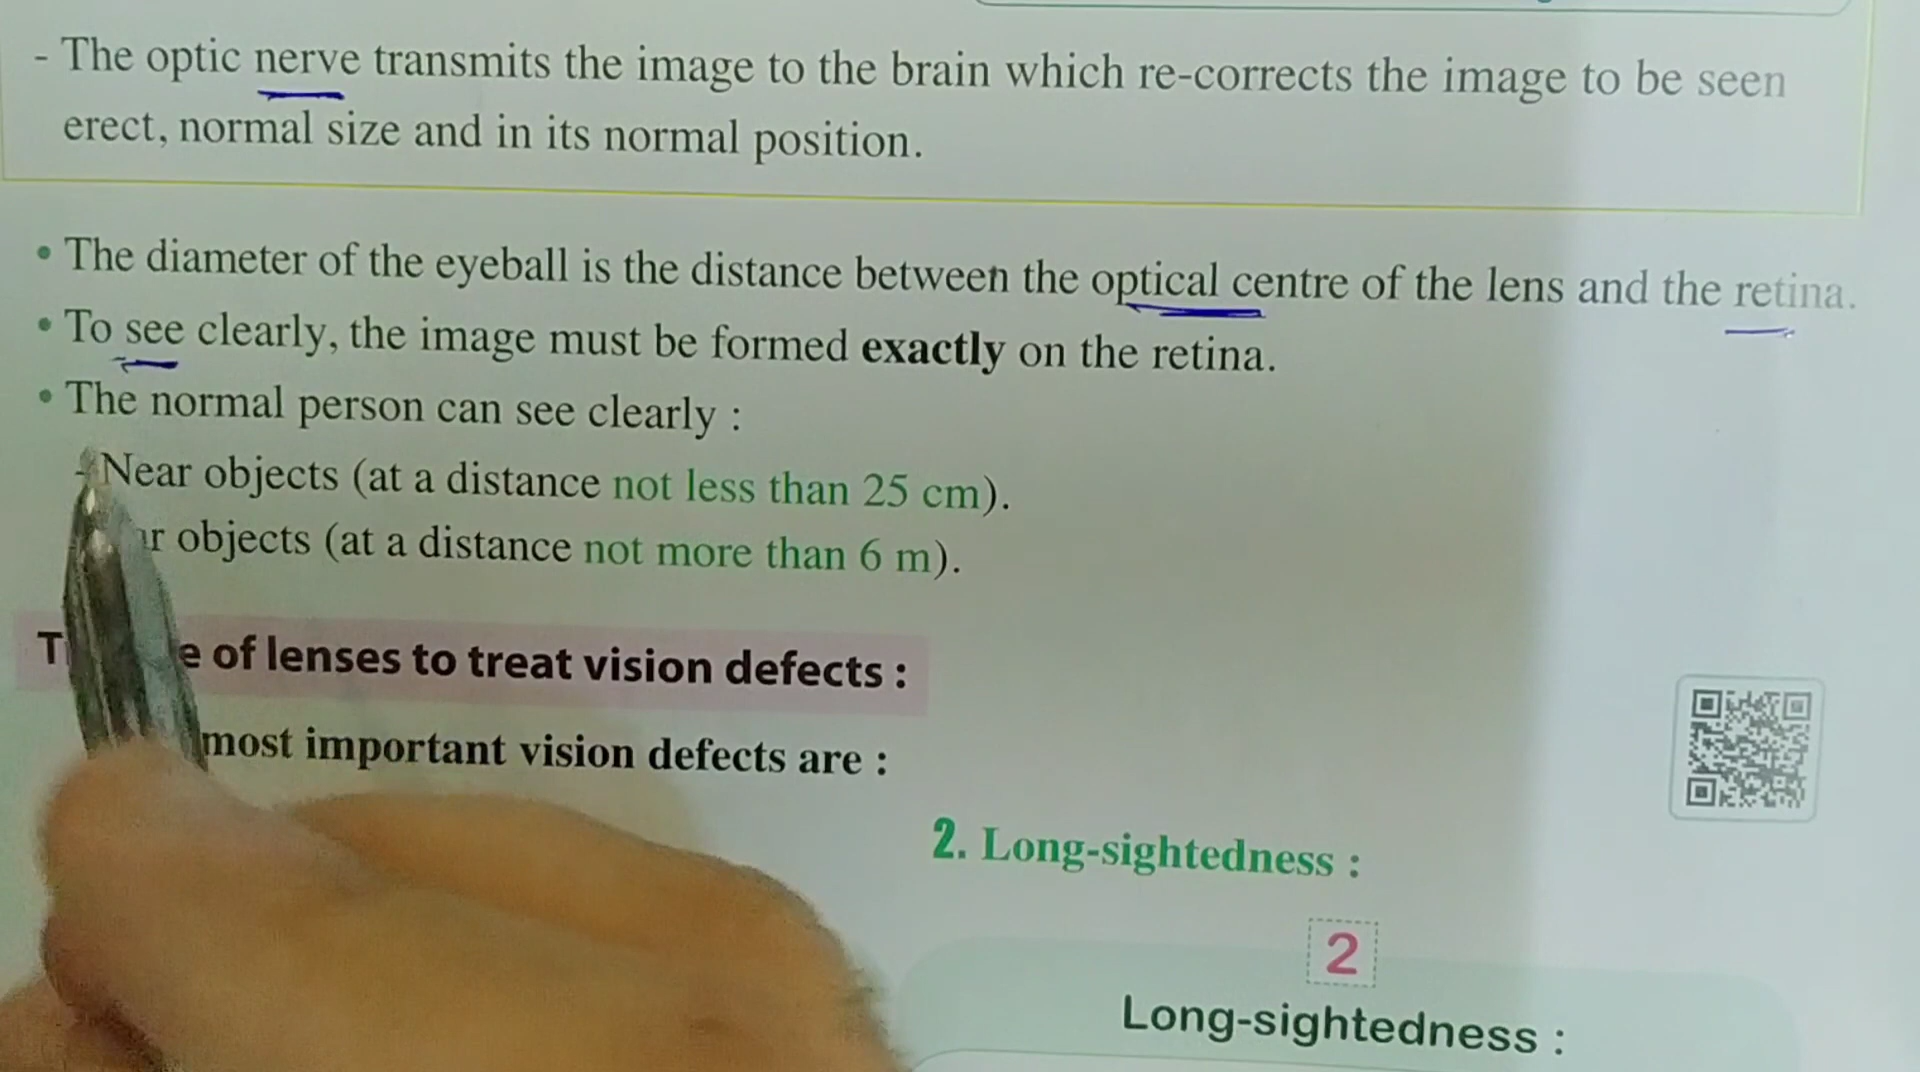 - The optic nerve transmits the image to the brain which re-corrects the image to be seen
erect, normal size and in its normal position.
• The diameter of the eyeball is the distance between the optical centre of the lens and the retina.
• To see clearly, the image must be formed exactly on the retina.
• The normal person can see clearly :
- Near objects (at a distance not less than 25 cm).
objects (at a distance not more than 6 m).
of lenses to treat vision defects :
most important vision defects are :
2. Long-sightedness :
2
Long-sightedness :